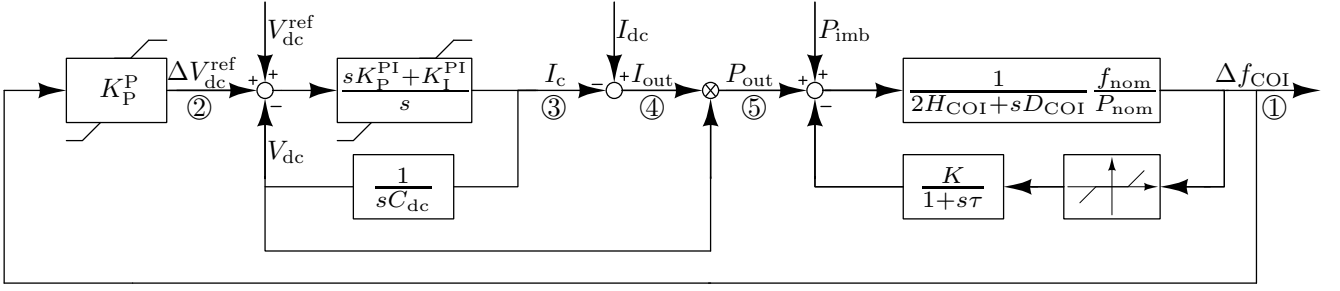 K_P^P
ΔV_dc^ref
②
V_dc^ref
+ +
−
V_dc
sK_P^PI+K_I^PI
s
I_c
③
1
sC_dc
I_dc
− +
I_out
④
⊗
P_out
⑤
P_imb
+ +
−
1
2H_COI+sD_COI
f_nom
P_nom
Δf_COI
①
K
1+sτ